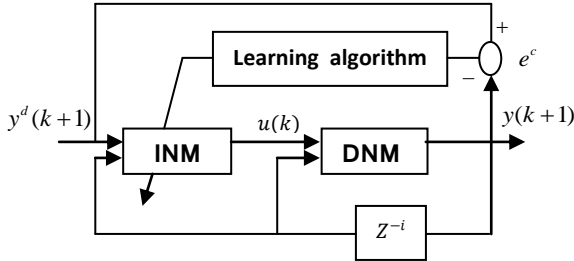 +
Learning algorithm
−
e^c
y^d (k+1)
u(k)
y(k+1)
INM
DNM
Z^{-i}